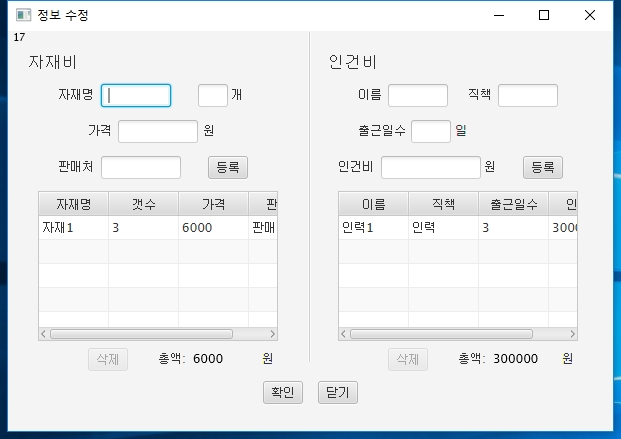 정보 수정
17
자재비
자재명 개
가격 원
판매처 등록
자재명 갯수 가격 판
자재1 3 6000 판매
삭제 총액: 6000 원
인건비
이름 직책
출근일수 일
인건비 원 등록
이름 직책 출근일수 인
인력1 인력 3 3000
삭제 총액: 300000 원
확인 닫기